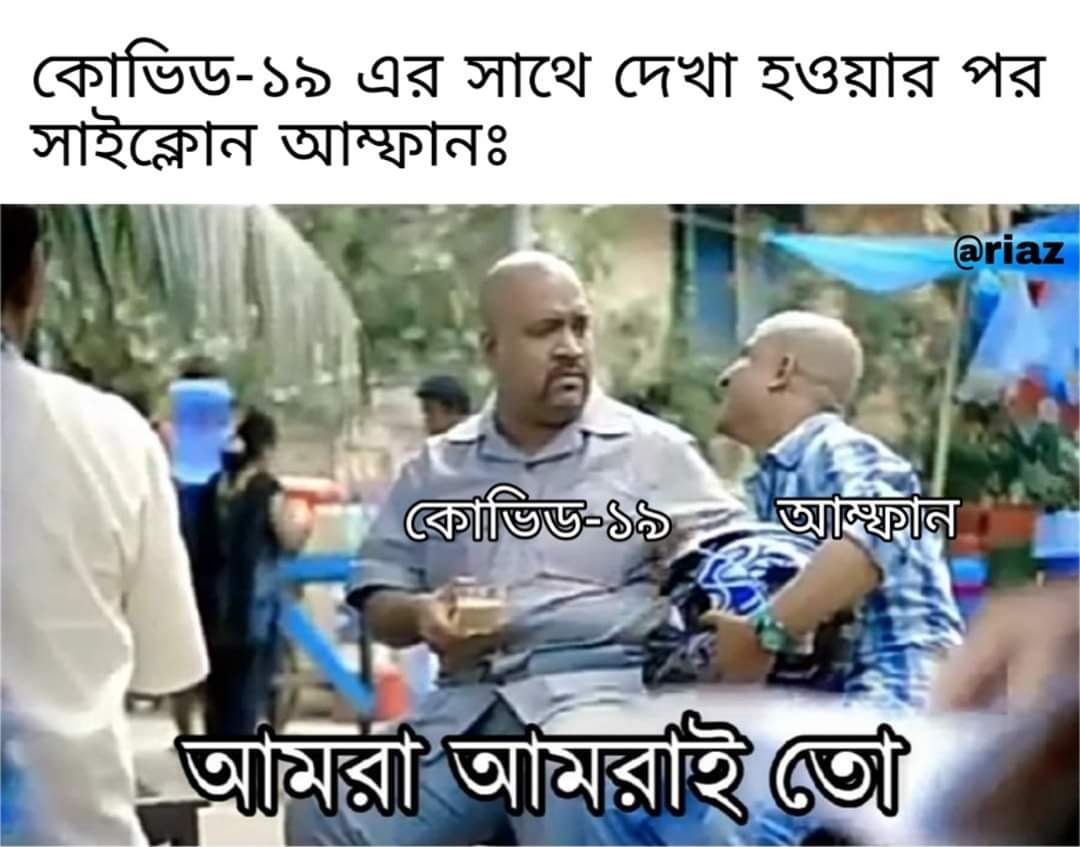 কোভিড-১৯ এর সাথে দেখা হওয়ার পর
সাইক্লোন আম্ফানঃ
@riaz
কোভিড-১৯ আম্ফান
আমরা আমরাই তো